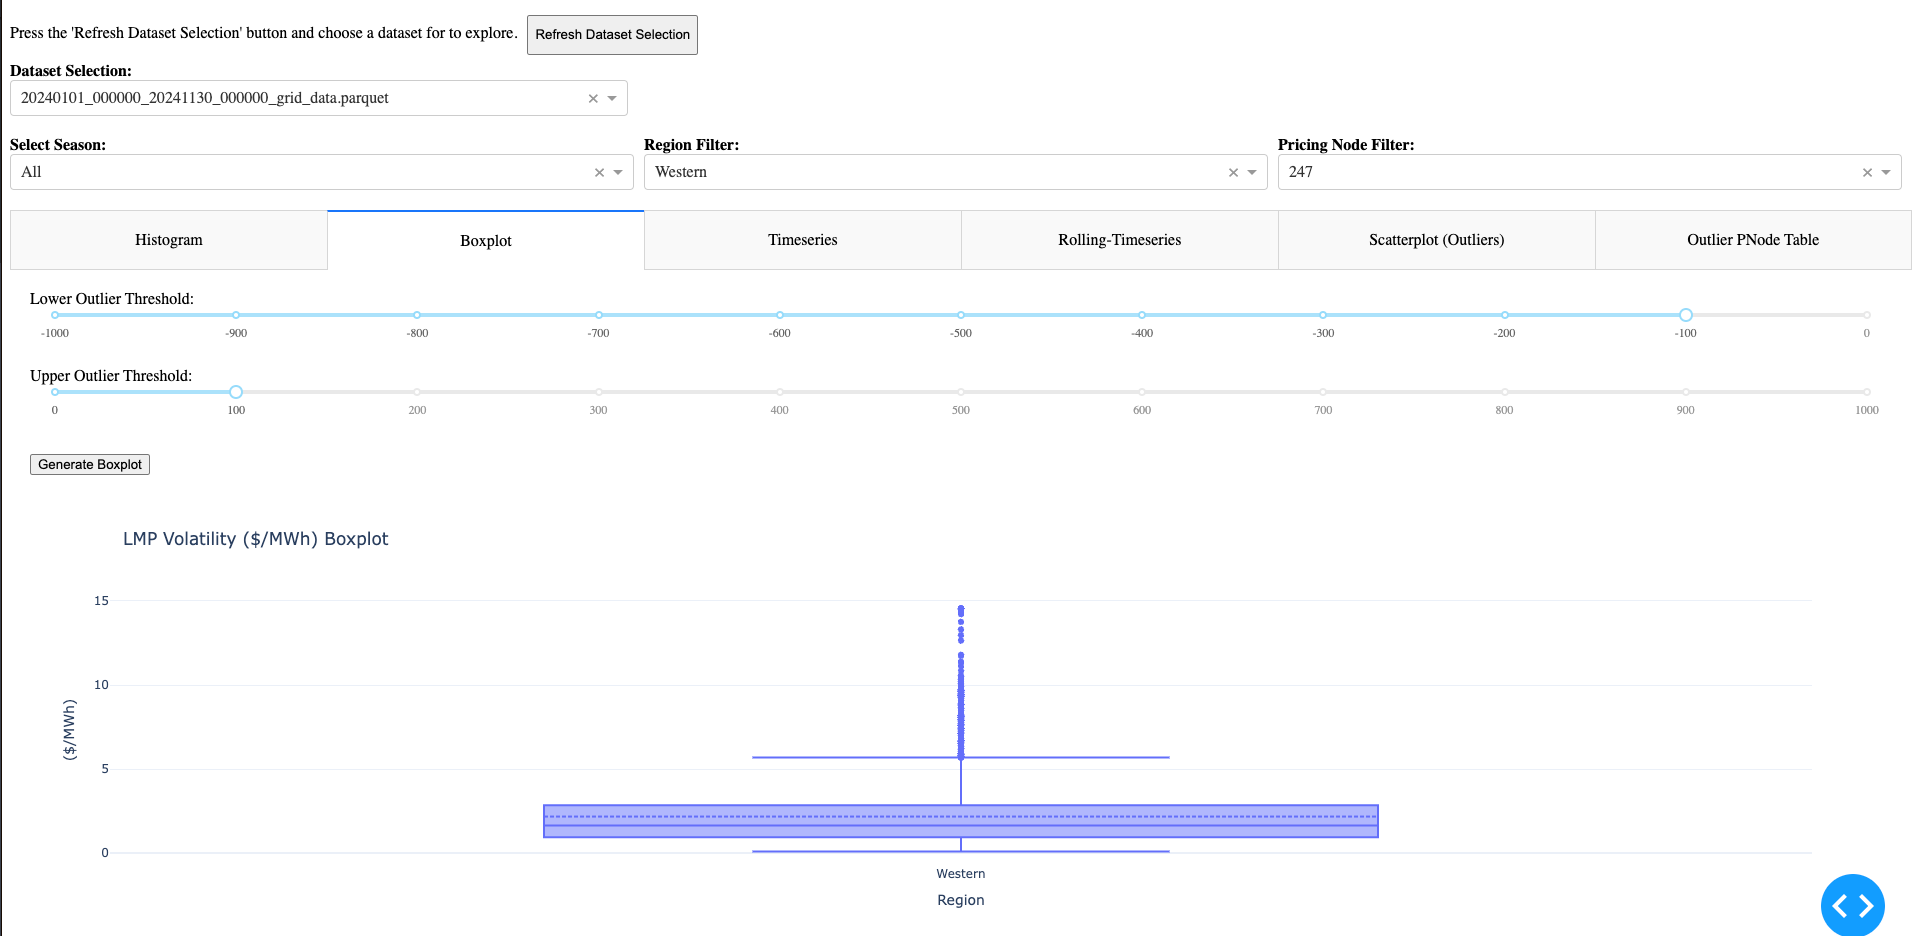 Press the 'Refresh Dataset Selection' button and choose a dataset for to explore. Refresh Dataset Selection
Dataset Selection:
20240101_000000_20241130_000000_grid_data.parquet
Select Season: Region Filter: Pricing Node Filter:
All Western 247
Histogram Boxplot Timeseries Rolling-Timeseries Scatterplot (Outliers) Outlier PNode Table
Lower Outlier Threshold:
-1000 -900 -800 -700 -600 -500 -400 -300 -200 -100 0
Upper Outlier Threshold:
0 100 200 300 400 500 600 700 800 900 1000
Generate Boxplot
LMP Volatility ($/MWh) Boxplot
15
10
($/MWh)
5
0
Western
Region